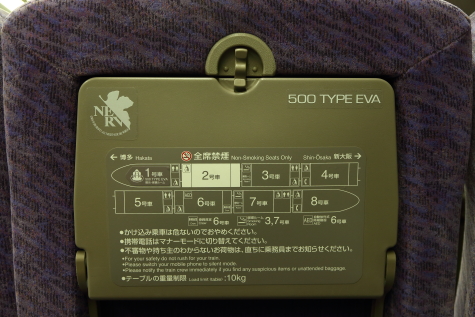 500 TYPE EVA
NERV
← 博多 Hakata 全席禁煙 Non-Smoking Seats Only Shin-Osaka 新大阪 →
1号車 2号車 3号車 4号車
500 TYPE EVA
5号車 6号車 7号車 8号車
6号車 3,7号車 AED 6号車
●かけ込み乗車は危ないのでおやめください。
●携帯電話はマナーモードに切り替えてください。
●不審物や持ち主のわからないお荷物は、直ちに乗務員までお知らせください。
●For your safety do not rush for your train.
●Please switch your mobile phone to silent mode.
●Please notify the train crew immediately if you find any suspicious items or unattended baggage.
●テーブルの重量制限 Load limit (table) :10kg